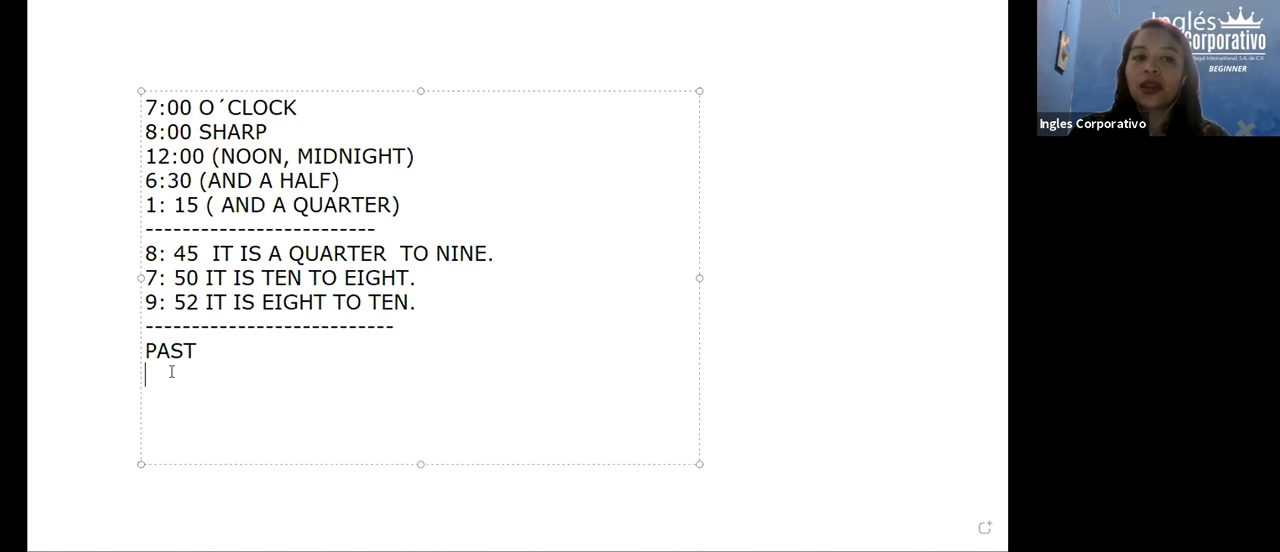 7:00 O´CLOCK
8:00 SHARP
12:00 (NOON, MIDNIGHT)
6:30 (AND A HALF)
1: 15 ( AND A QUARTER)
-------------------------
8: 45  IT IS A QUARTER  TO NINE.
7: 50 IT IS TEN TO EIGHT.
9: 52 IT IS EIGHT TO TEN.
---------------------------
PAST
Inglés
Corporativo
BEGINNER
Ingles Corporativo